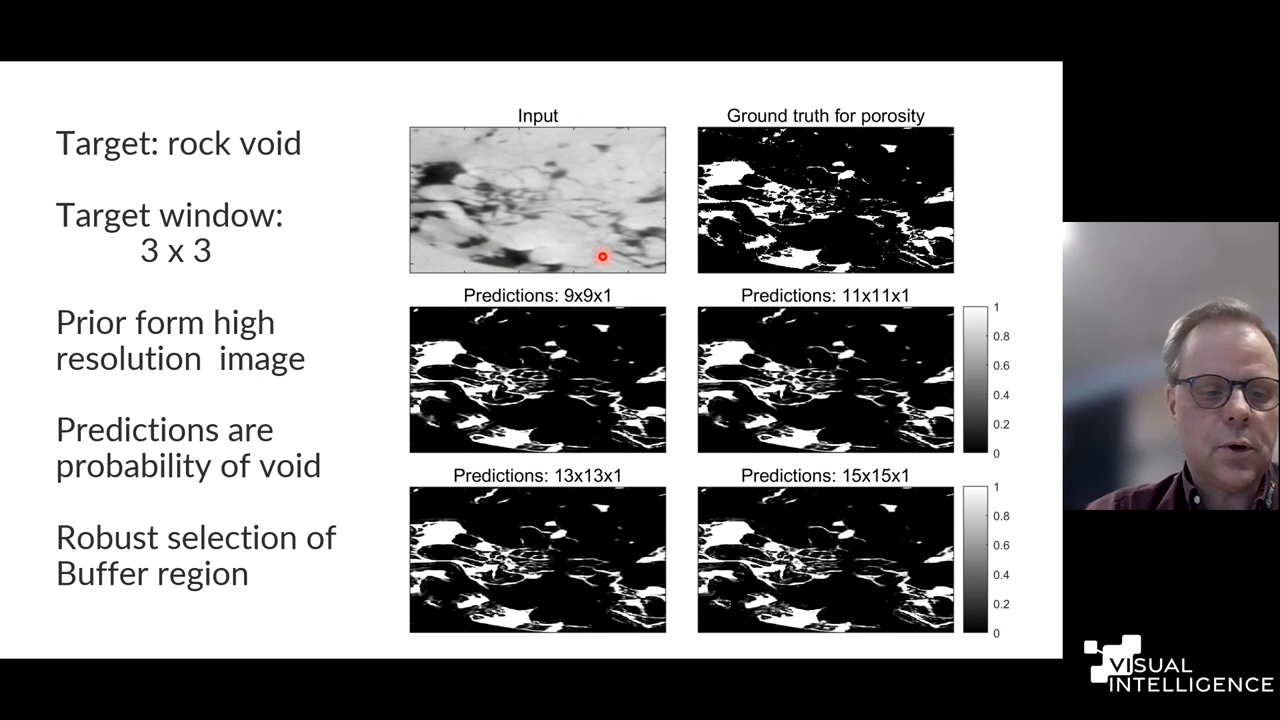 Target: rock void
Target window:
3 x 3
Prior form high
resolution image
Predictions are
probability of void
Robust selection of
Buffer region
Input
Ground truth for porosity
Predictions: 9x9x1
Predictions: 11x11x1
1
0.8
0.6
0.4
0.2
0
Predictions: 13x13x1
Predictions: 15x15x1
1
0.8
0.6
0.4
0.2
0
VISUAL
INTELLIGENCE